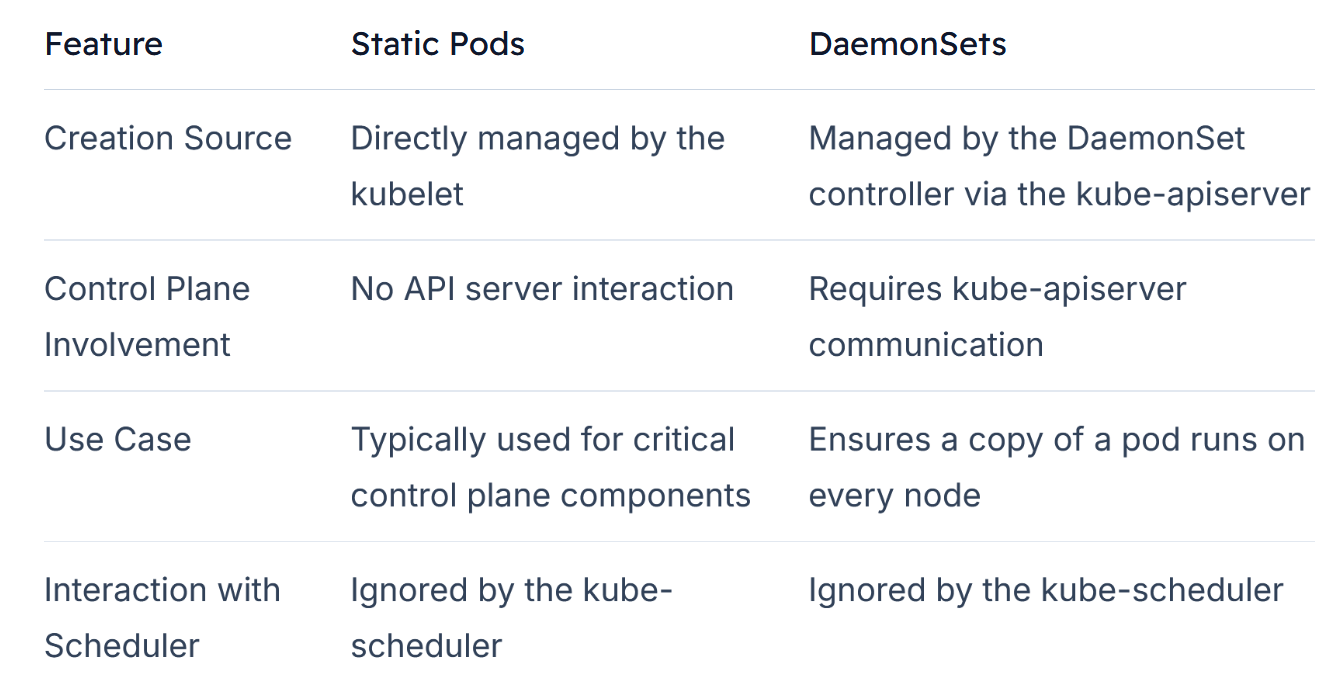 Feature Static Pods DaemonSets
Creation Source Directly managed by the Managed by the DaemonSet
kubelet controller via the kube-apiserver
Control Plane No API server interaction Requires kube-apiserver
Involvement communication
Use Case Typically used for critical Ensures a copy of a pod runs on
control plane components every node
Interaction with Ignored by the kube- Ignored by the kube-scheduler
Scheduler scheduler